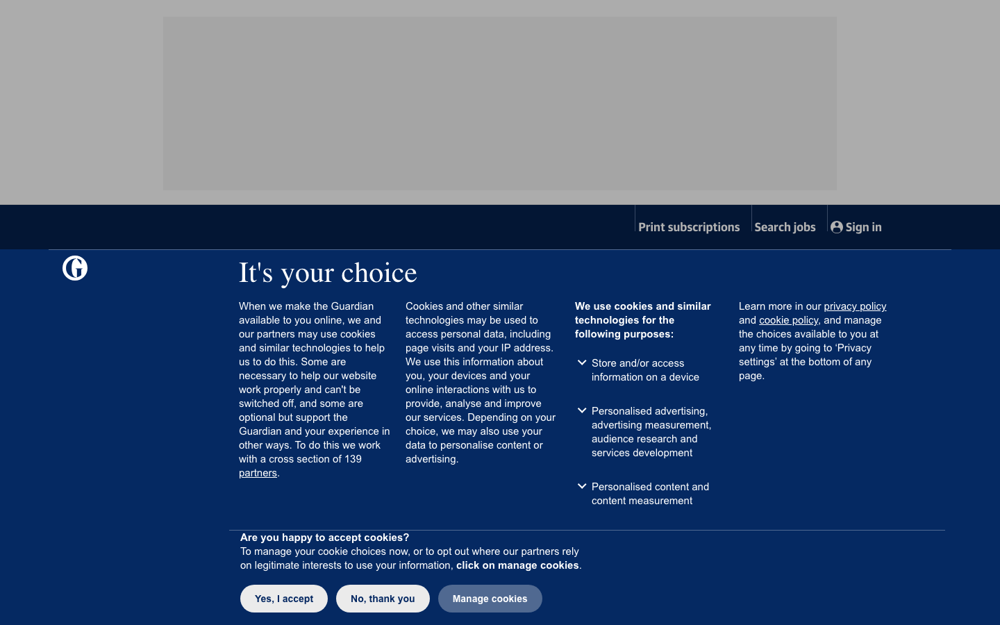 Print subscriptions
Search jobs
Sign in
It's your choice
When we make the Guardian
available to you online, we and
our partners may use cookies
and similar technologies to help
us to do this. Some are
necessary to help our website
work properly and can't be
switched off, and some are
optional but support the
Guardian and your experience in
other ways. To do this we work
with a cross section of 139
partners.
Cookies and other similar
technologies may be used to
access personal data, including
page visits and your IP address.
We use this information about
you, your devices and your
online interactions with us to
provide, analyse and improve
our services. Depending on your
choice, we may also use your
data to personalise content or
advertising.
We use cookies and similar
technologies for the
following purposes:
Store and/or access
information on a device
Personalised advertising,
advertising measurement,
audience research and
services development
Personalised content and
content measurement
Learn more in our privacy policy
and cookie policy, and manage
the choices available to you at
any time by going to ‘Privacy
settings’ at the bottom of any
page.
Are you happy to accept cookies?
To manage your cookie choices now, or to opt out where our partners rely
on legitimate interests to use your information, click on manage cookies.
Yes, I accept
No, thank you
Manage cookies